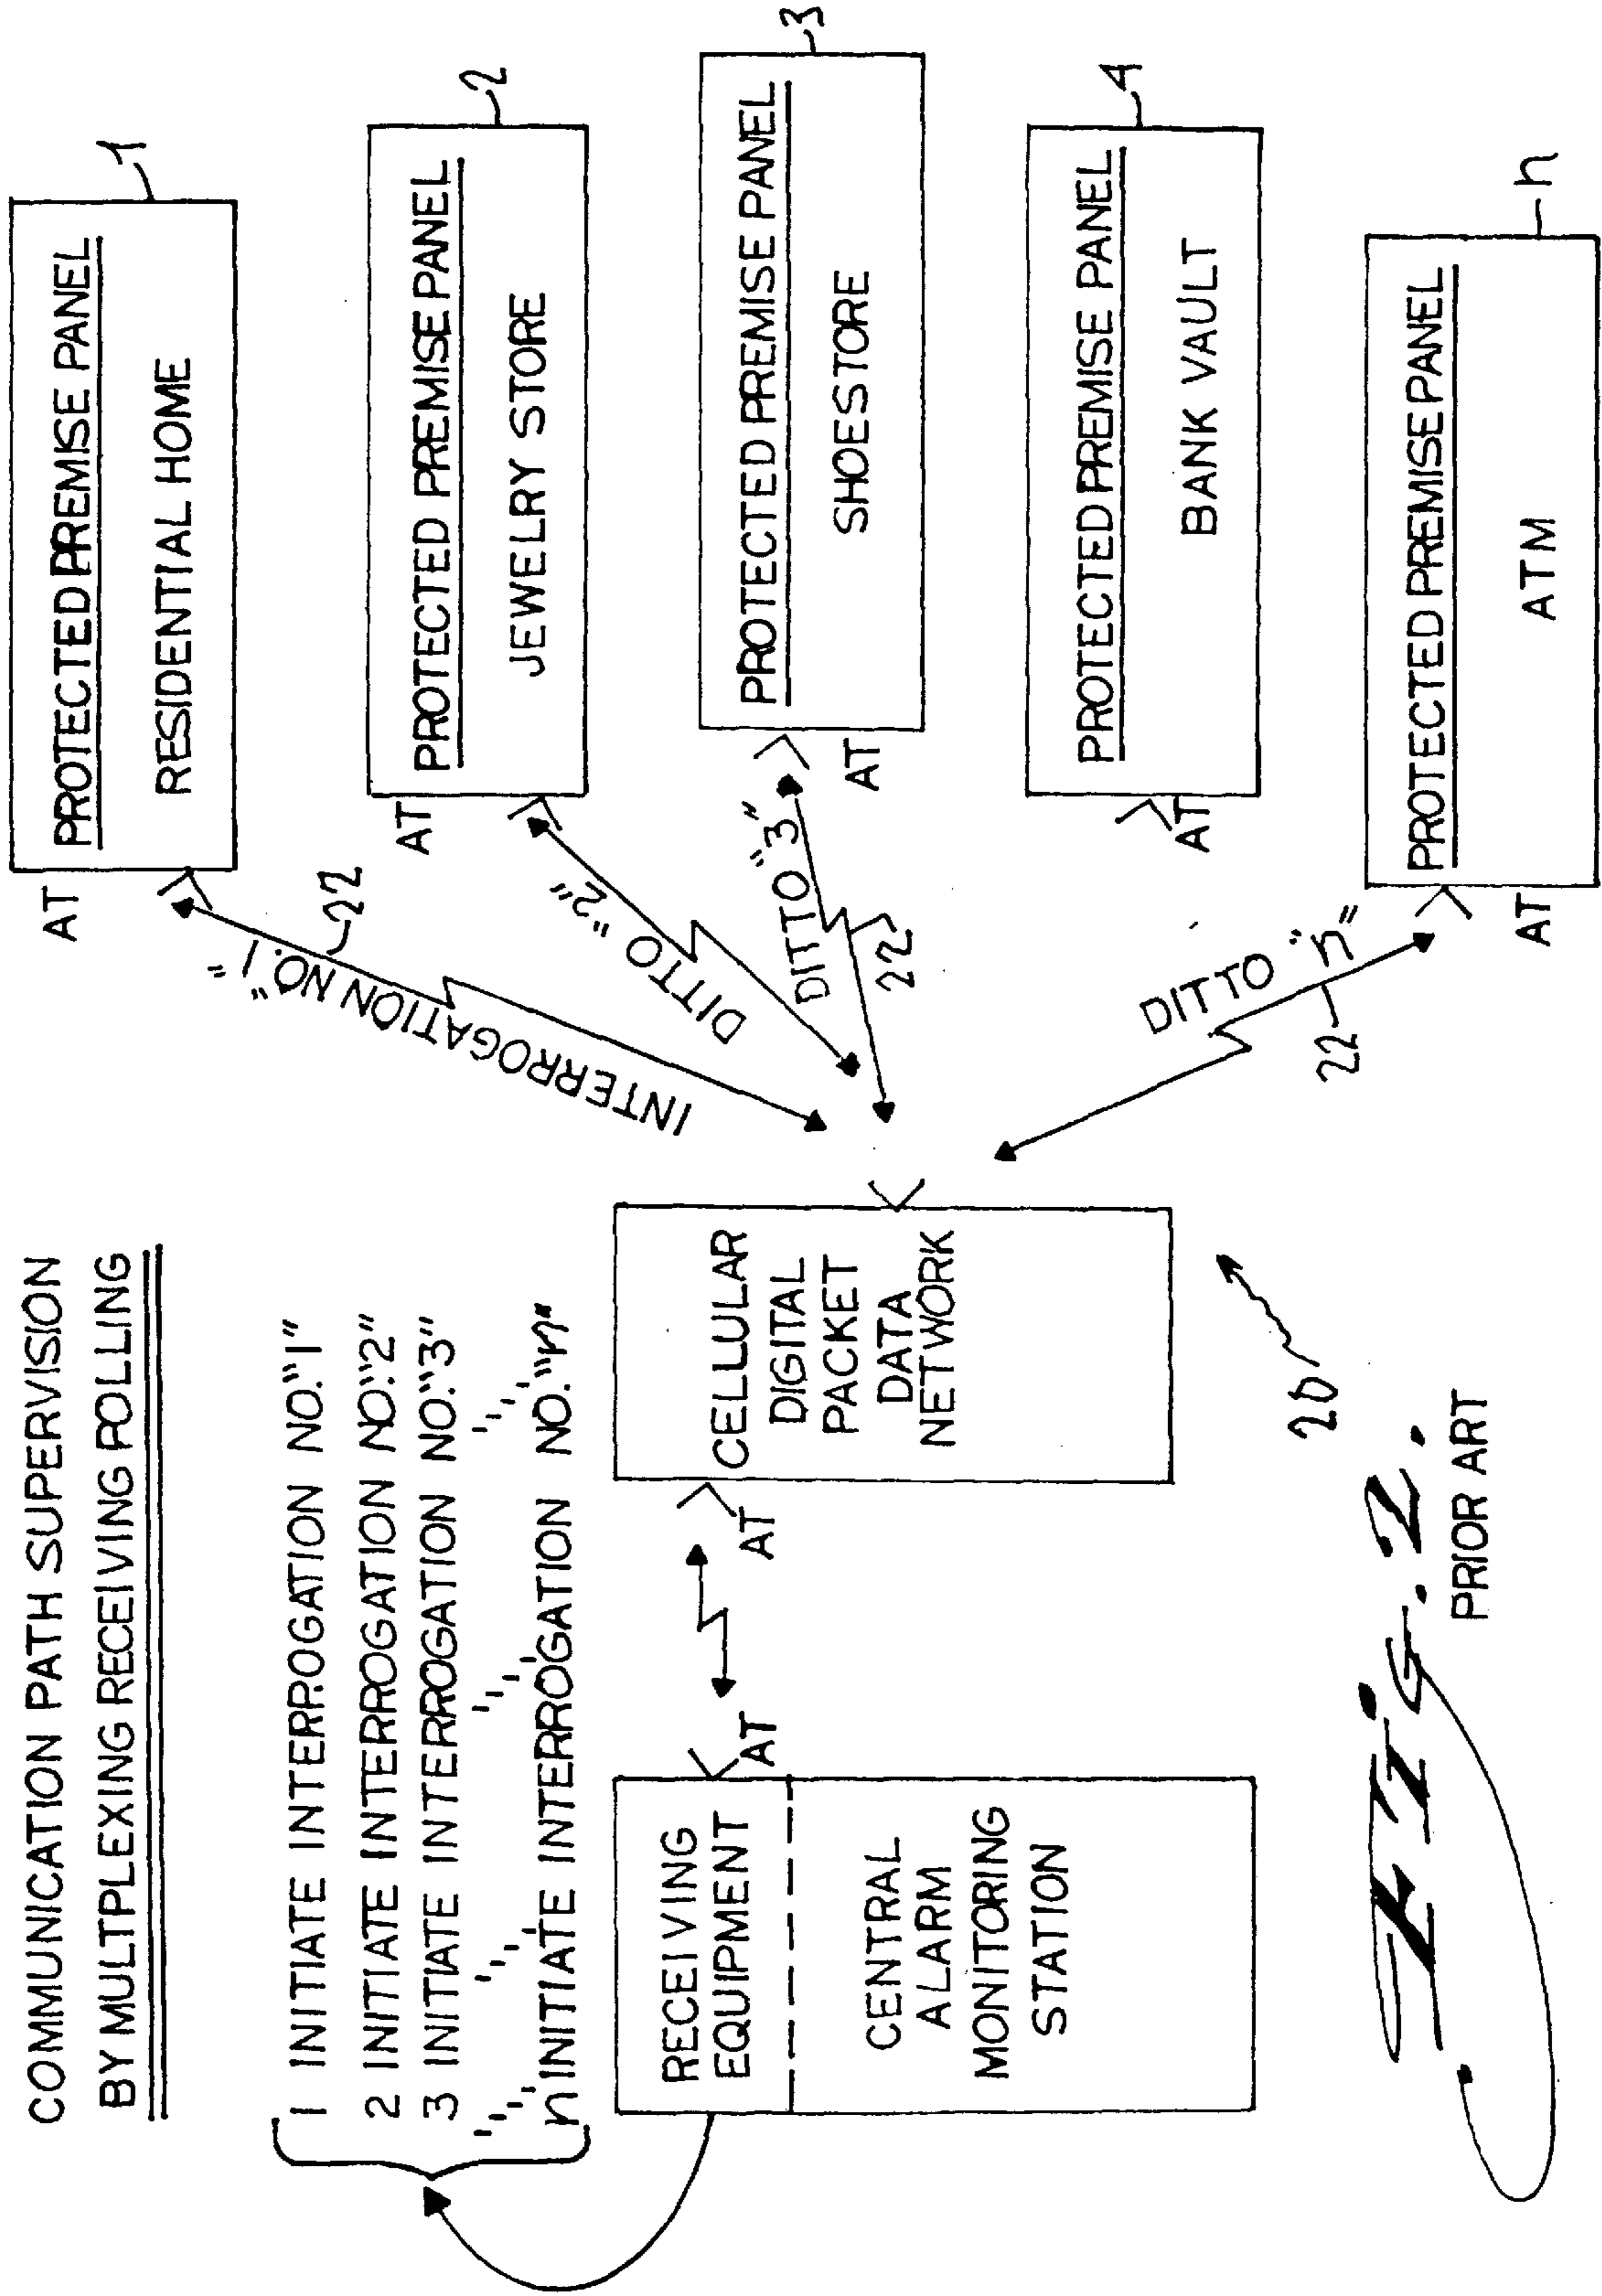 COMMUNICATION PATH SUPERVISION
BY MULTPLEXING RECEIVING POLLING
1 INITIATE INTERROGATION NO."1"
2 INITIATE INTERROGATION NO."2"
3 INITIATE INTERROGATION NO."3"
n INITIATE INTERROGATION NO."n"
RECEIVING
EQUIPMENT
CENTRAL
ALARM
MONITORING
STATION
AT
AT
CELLULAR
DIGITAL
PACKET
DATA
NETWORK
20
INTERROGATION NO."1"
22
DITTO "2"
DITTO "3"
22
DITTO "n"
22
AT
PROTECTED PREMISE PANEL
RESIDENTIAL HOME
1
AT
PROTECTED PREMISE PANEL
JEWELRY STORE
2
AT
PROTECTED PREMISE PANEL
SHOESTORE
3
AT
PROTECTED PREMISE PANEL
BANK VAULT
4
AT
PROTECTED PREMISE PANEL
ATM
n
Fig. 2.
PRIOR ART